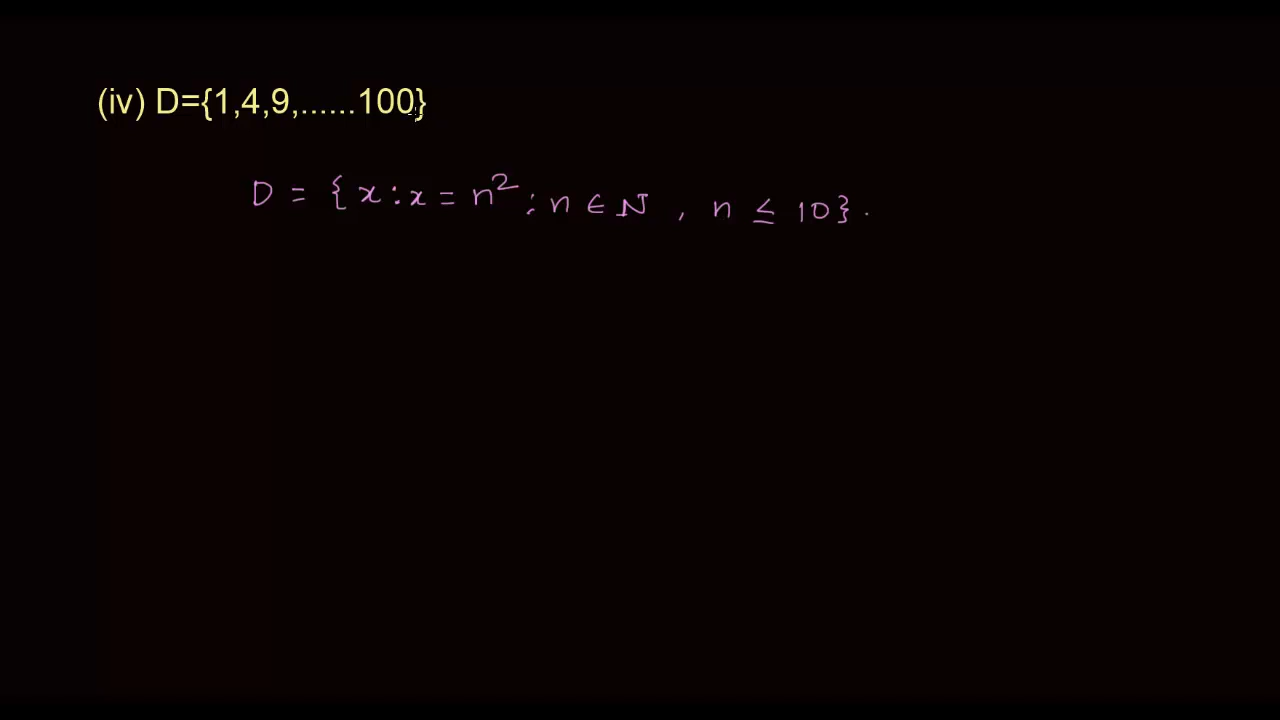 (iv) D={1,4,9,......100}
D = { x : x = n² : n ∈ N , n ≤ 10} .